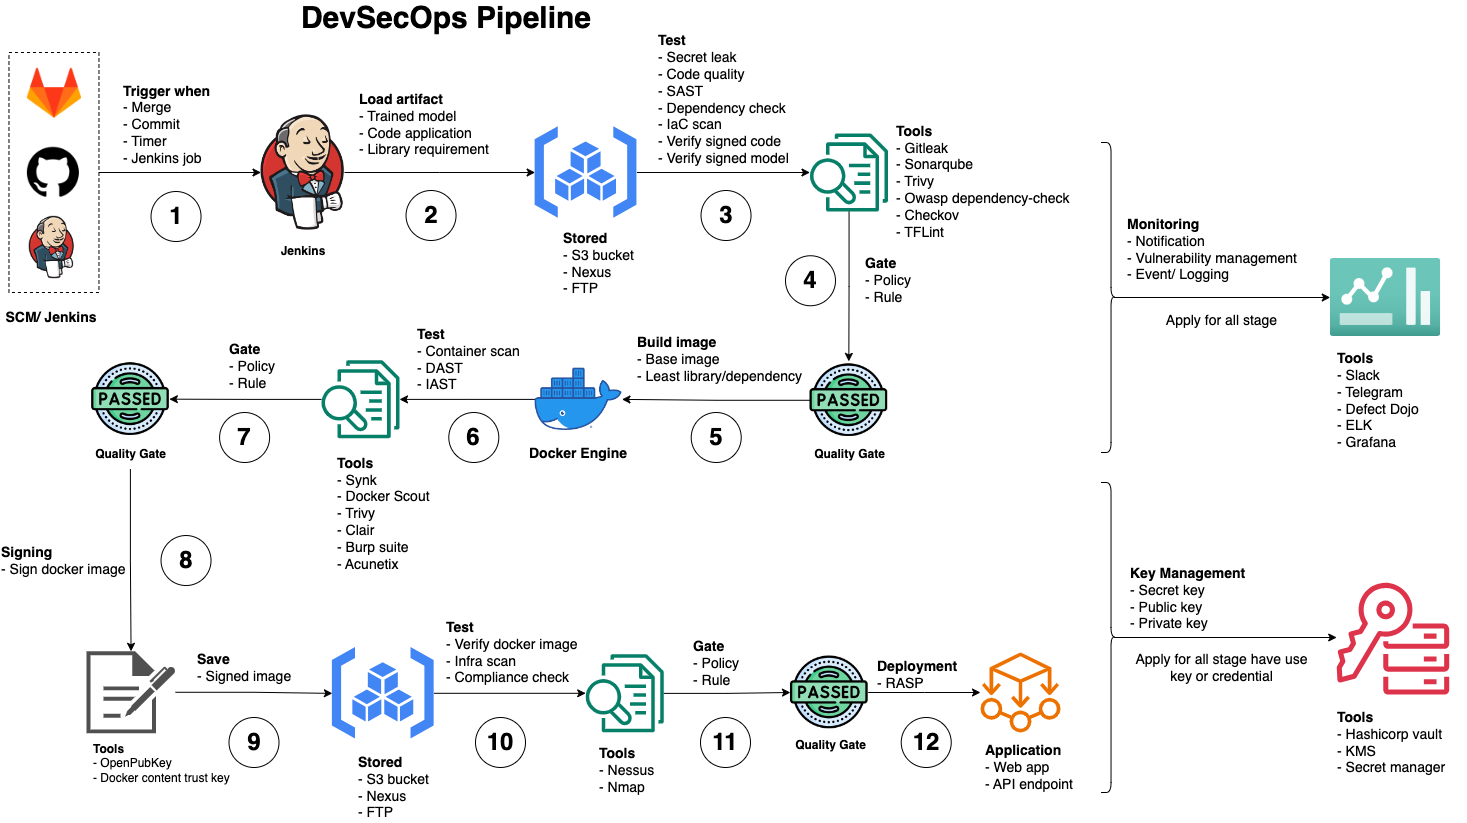 DevSecOps Pipeline
SCM/ Jenkins
Trigger when
- Merge
- Commit
- Timer
- Jenkins job
1
Jenkins
Load artifact
- Trained model
- Code application
- Library requirement
2
Stored
- S3 bucket
- Nexus
- FTP
Test
- Secret leak
- Code quality
- SAST
- Dependency check
- IaC scan
- Verify signed code
- Verify signed model
3
Tools
- Gitleak
- Sonarqube
- Trivy
- Owasp dependency-check
- Checkov
- TFLint
4
Gate
- Policy
- Rule
PASSED
Quality Gate
Build image
- Base image
- Least library/dependency
5
Docker Engine
Test
- Container scan
- DAST
- IAST
6
Tools
- Synk
- Docker Scout
- Trivy
- Clair
- Burp suite
- Acunetix
Gate
- Policy
- Rule
7
PASSED
Quality Gate
Signing
- Sign docker image
8
Tools
- OpenPubKey
- Docker content trust key
Save
- Signed image
9
Stored
- S3 bucket
- Nexus
- FTP
Test
- Verify docker image
- Infra scan
- Compliance check
10
Tools
- Nessus
- Nmap
Gate
- Policy
- Rule
11
PASSED
Quality Gate
Deployment
- RASP
12
Application
- Web app
- API endpoint
Monitoring
- Notification
- Vulnerability management
- Event/ Logging
Apply for all stage
Tools
- Slack
- Telegram
- Defect Dojo
- ELK
- Grafana
Key Management
- Secret key
- Public key
- Private key
Apply for all stage have use
key or credential
Tools
- Hashicorp vault
- KMS
- Secret manager